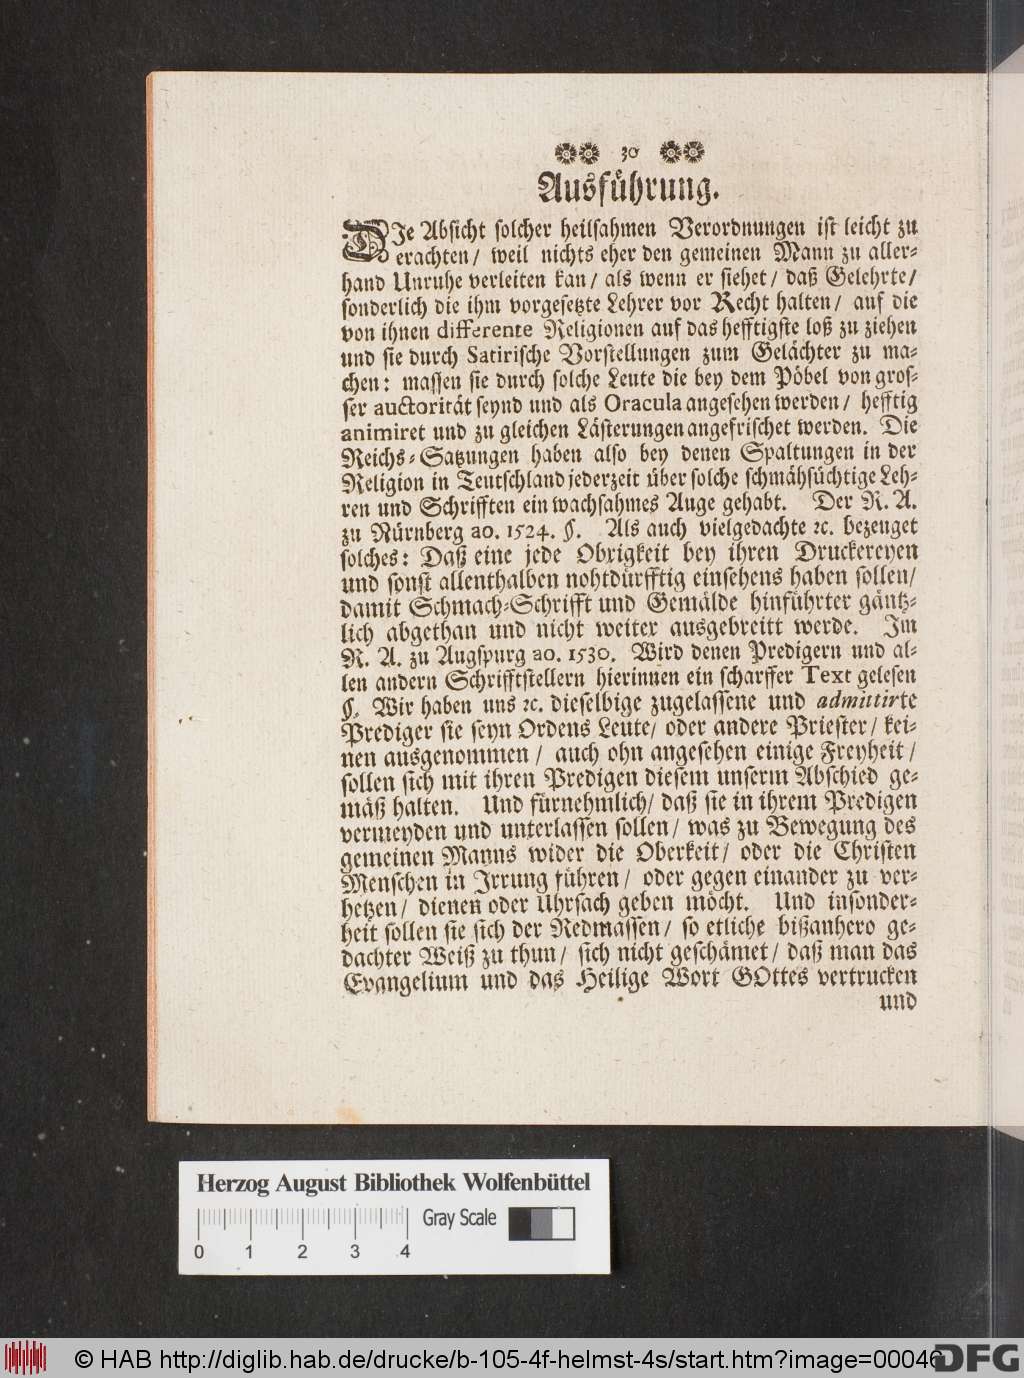 30
Ausführung.
DIe Absicht solcher heilsahmen Verordnungen ist leicht zu
erachten/ weil nichts eher den gemeinen Mann zu aller-
hand Unruhe verleiten kan/ als wenn er siehet/ daß Gelehrte/
sonderlich die ihm vorgesetzte Lehrer vor Recht halten/ auf die
von ihnen differente Religionen auf das hefftigste loß zu ziehen
und sie durch Satirische Vorstellungen zum Gelächter zu ma-
chen: massen sie durch solche Leute die bey dem Pöbel von gros-
ser auctorität seynd und als Oracula angesehen werden/ hefftig
animiret und zu gleichen Lästerungen angefrischet werden. Die
Reichs-Satzungen haben also bey denen Spaltungen in der
Religion in Teutschland jederzeit über solche schmähsüchtige Leh-
ren und Schrifften ein wachsahmes Auge gehabt. Der R. A.
zu Nürnberg ao. 1524. §. Als auch vielgedachte ꝛc. bezeuget
solches: Daß eine jede Obrigkeit bey ihren Druckereyen
und sonst allenthalben nohtdürfftig einsehens haben sollen/
damit Schmach-Schrifft und Gemälde hinführter gäntz-
lich abgethan und nicht weiter ausgebreitt werde. Im
R. A. zu Augspurg ao. 1530. Wird denen Predigern und al-
len andern Schrifftstellern hierinnen ein scharffer Text gelesen
§. Wir haben uns ꝛc. dieselbige zugelassene und admittirte
Prediger sie seyn Ordens Leute/ oder andere Priester/ kei-
nen ausgenommen/ auch ohn angesehen einige Freyheit/
sollen sich mit ihren Predigen diesem unserm Abschied ge-
mäß halten. Und fürnehmlich/ daß sie in ihrem Predigen
vermeyden und unterlassen sollen/ was zu Bewegung des
gemeinen Manns wider die Oberkeit/ oder die Christen
Menschen in Irrung führen/ oder gegen einander zu ver-
hetzen/ dienen oder Uhrsach geben möcht. Und insonder-
heit sollen sie sich der Redmassen/ so etliche bißanhero ge-
dachter Weiß zu thun/ sich nicht geschämet/ daß man das
Evangelium und das Heilige Wort GOttes vertrucken
und
Herzog August Bibliothek Wolfenbüttel
Gray Scale
0 1 2 3 4
© HAB http://diglib.hab.de/drucke/b-105-4f-helmst-4s/start.htm?image=00046
DFG